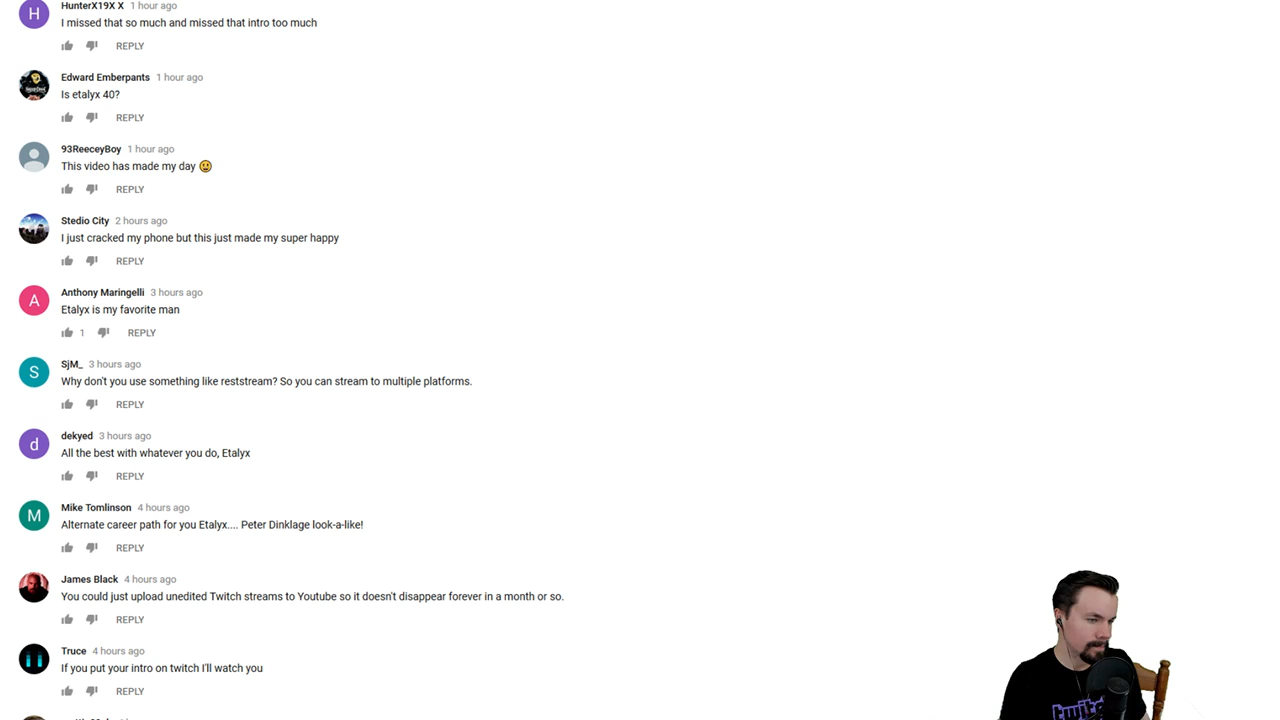 H
HunterX19X X 1 hour ago
I missed that so much and missed that intro too much
REPLY
Edward Emberpants 1 hour ago
Is etalyx 40?
REPLY
93ReeceyBoy 1 hour ago
This video has made my day
REPLY
Stedio City 2 hours ago
I just cracked my phone but this just made my super happy
REPLY
A
Anthony Maringelli 3 hours ago
Etalyx is my favorite man
1 REPLY
S
SjM_ 3 hours ago
Why don't you use something like reststream? So you can stream to multiple platforms.
REPLY
d
dekyed 3 hours ago
All the best with whatever you do, Etalyx
REPLY
M
Mike Tomlinson 4 hours ago
Alternate career path for you Etalyx.... Peter Dinklage look-a-like!
REPLY
James Black 4 hours ago
You could just upload unedited Twitch streams to Youtube so it doesn't disappear forever in a month or so.
REPLY
Truce 4 hours ago
If you put your intro on twitch I'll watch you
REPLY